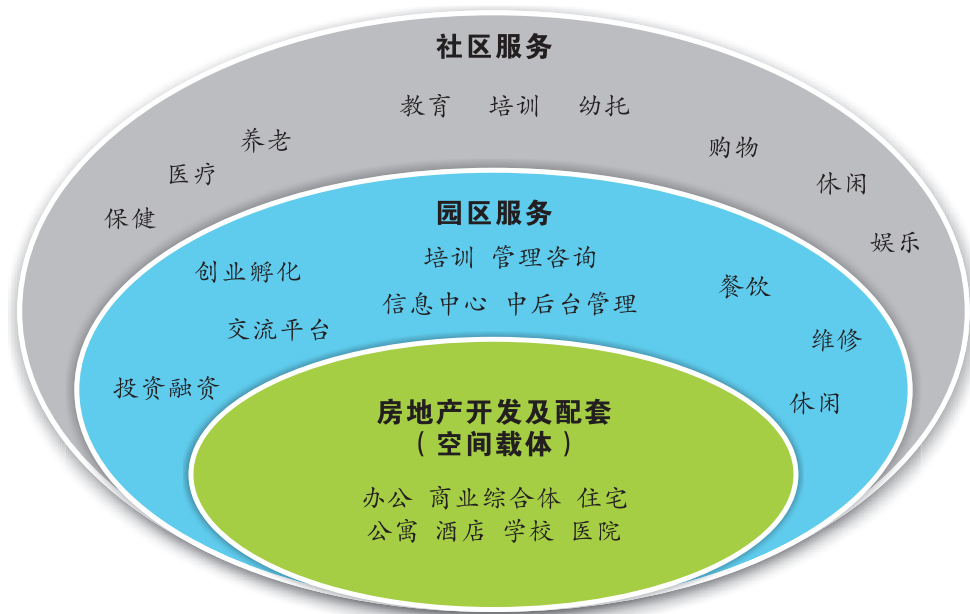 社区服务
教育 培训 幼托
养老
购物
医疗
休闲
保健
娱乐
园区服务
培训 管理咨询
创业孵化
餐饮
信息中心 中后台管理
交流平台
维修
投资融资
休闲
房地产开发及配套
（空间载体）
办公 商业综合体 住宅
公寓 酒店 学校 医院